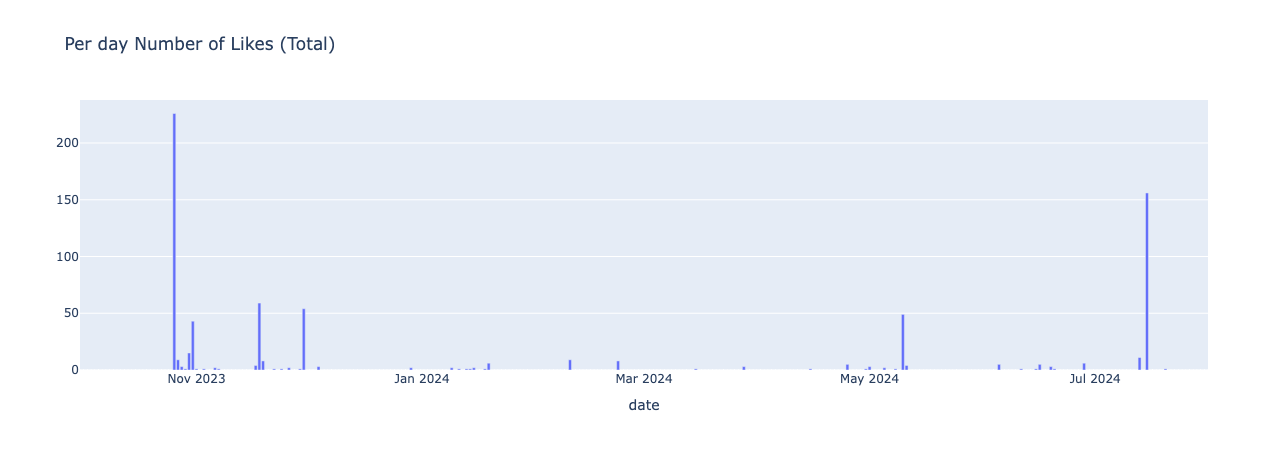 Per day Number of Likes (Total)
200
150
100
50
0
Nov 2023
Jan 2024
Mar 2024
May 2024
Jul 2024
date